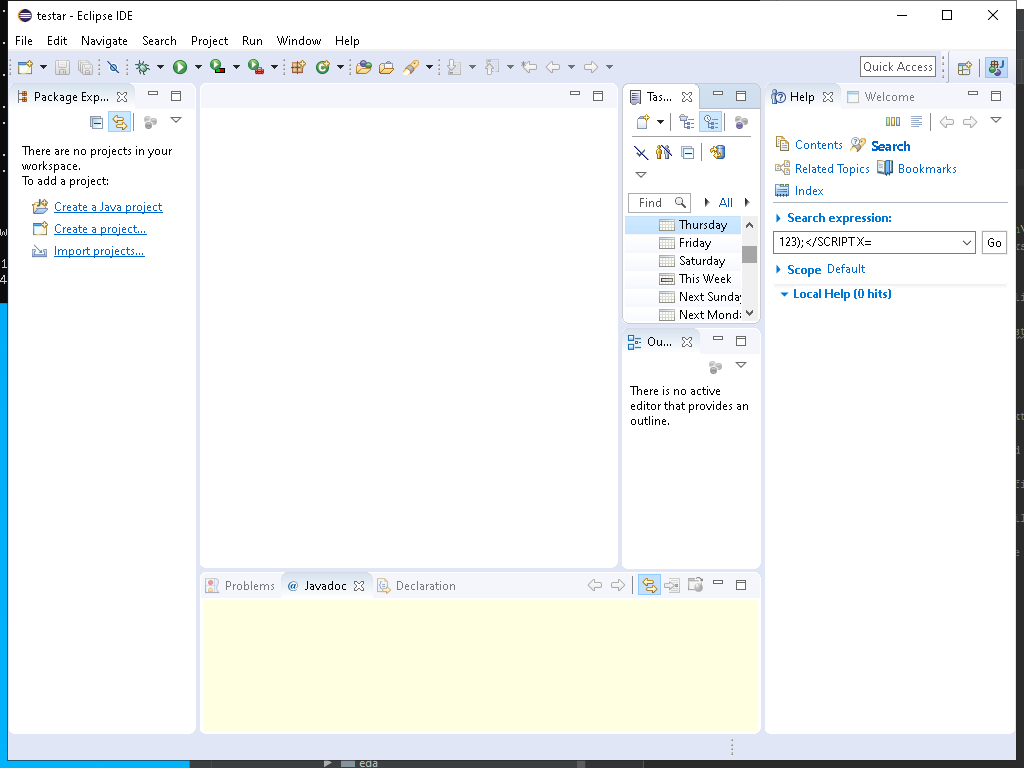 testar - Eclipse IDE
File Edit Navigate Search Project Run Window Help
Quick Access
Package Exp...
There are no projects in your
workspace.
To add a project:
Create a Java project
Create a project...
Import projects...
Tas...
Find
All
Thursday
Friday
Saturday
This Week
Next Sunday
Next Mond
Ou...
There is no active
editor that provides an
outline.
Help Welcome
Contents Search
Related Topics Bookmarks
Index
Search expression:
123);</SCRIPTX=
Go
Scope Default
Local Help (0 hits)
Problems @ Javadoc Declaration
eda